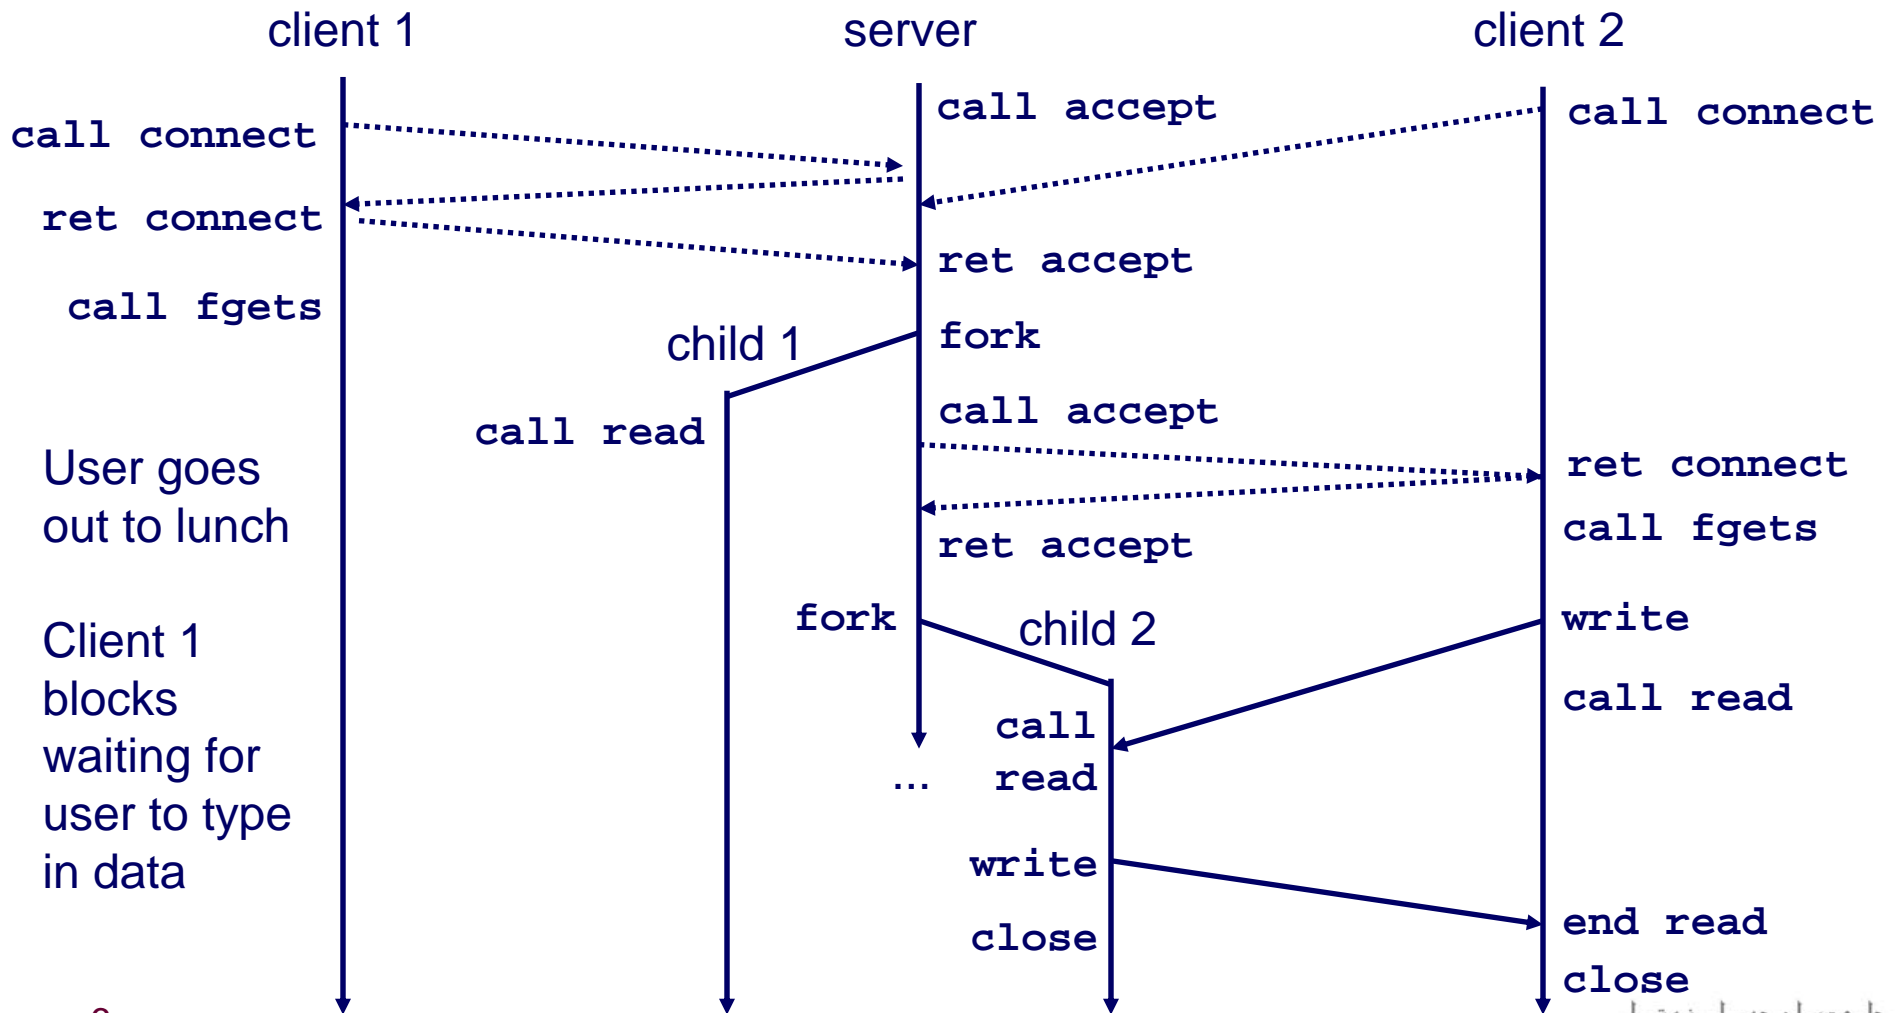 client 1
server
client 2
call accept
call connect
call connect
ret connect
ret accept
call fgets
fork
child 1
call accept
call read
ret connect
User goes
out to lunch
call fgets
ret accept
fork
child 2
write
Client 1
blocks
waiting for
user to type
in data
call read
call
read
...
write
end read
close
close